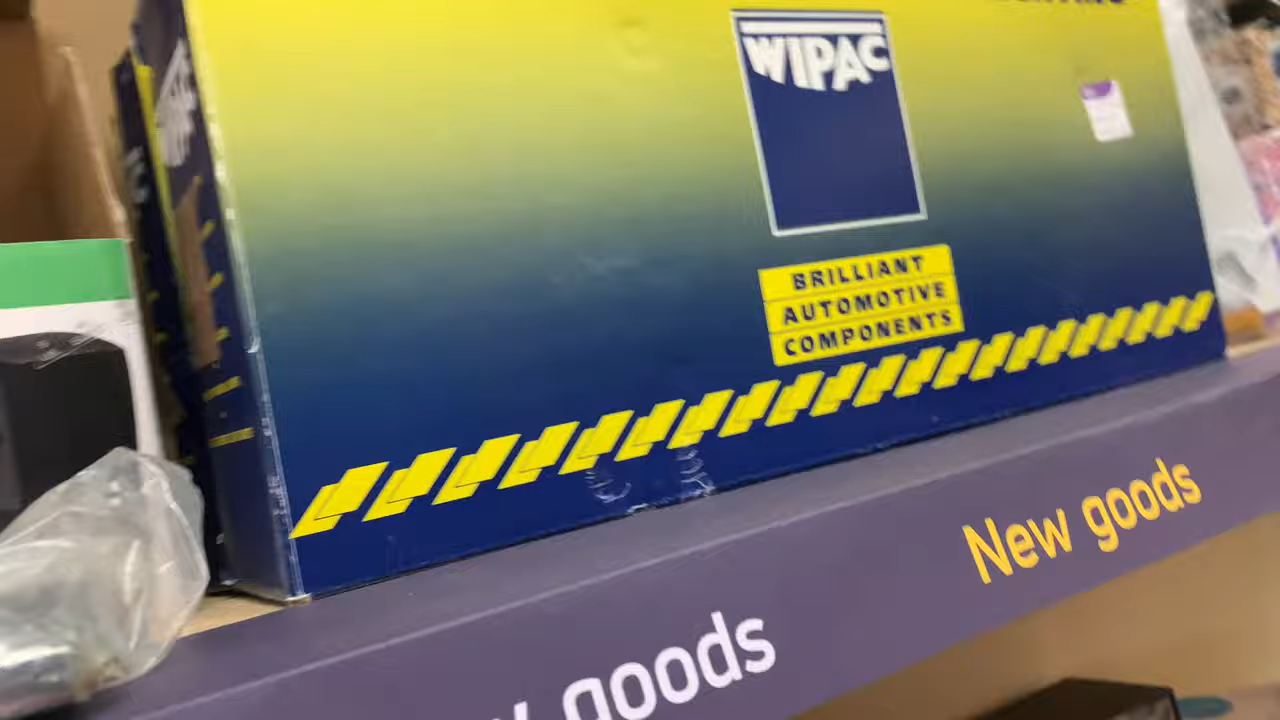 WIPAC
BRILLIANT
AUTOMOTIVE
COMPONENTS
New goods
goods